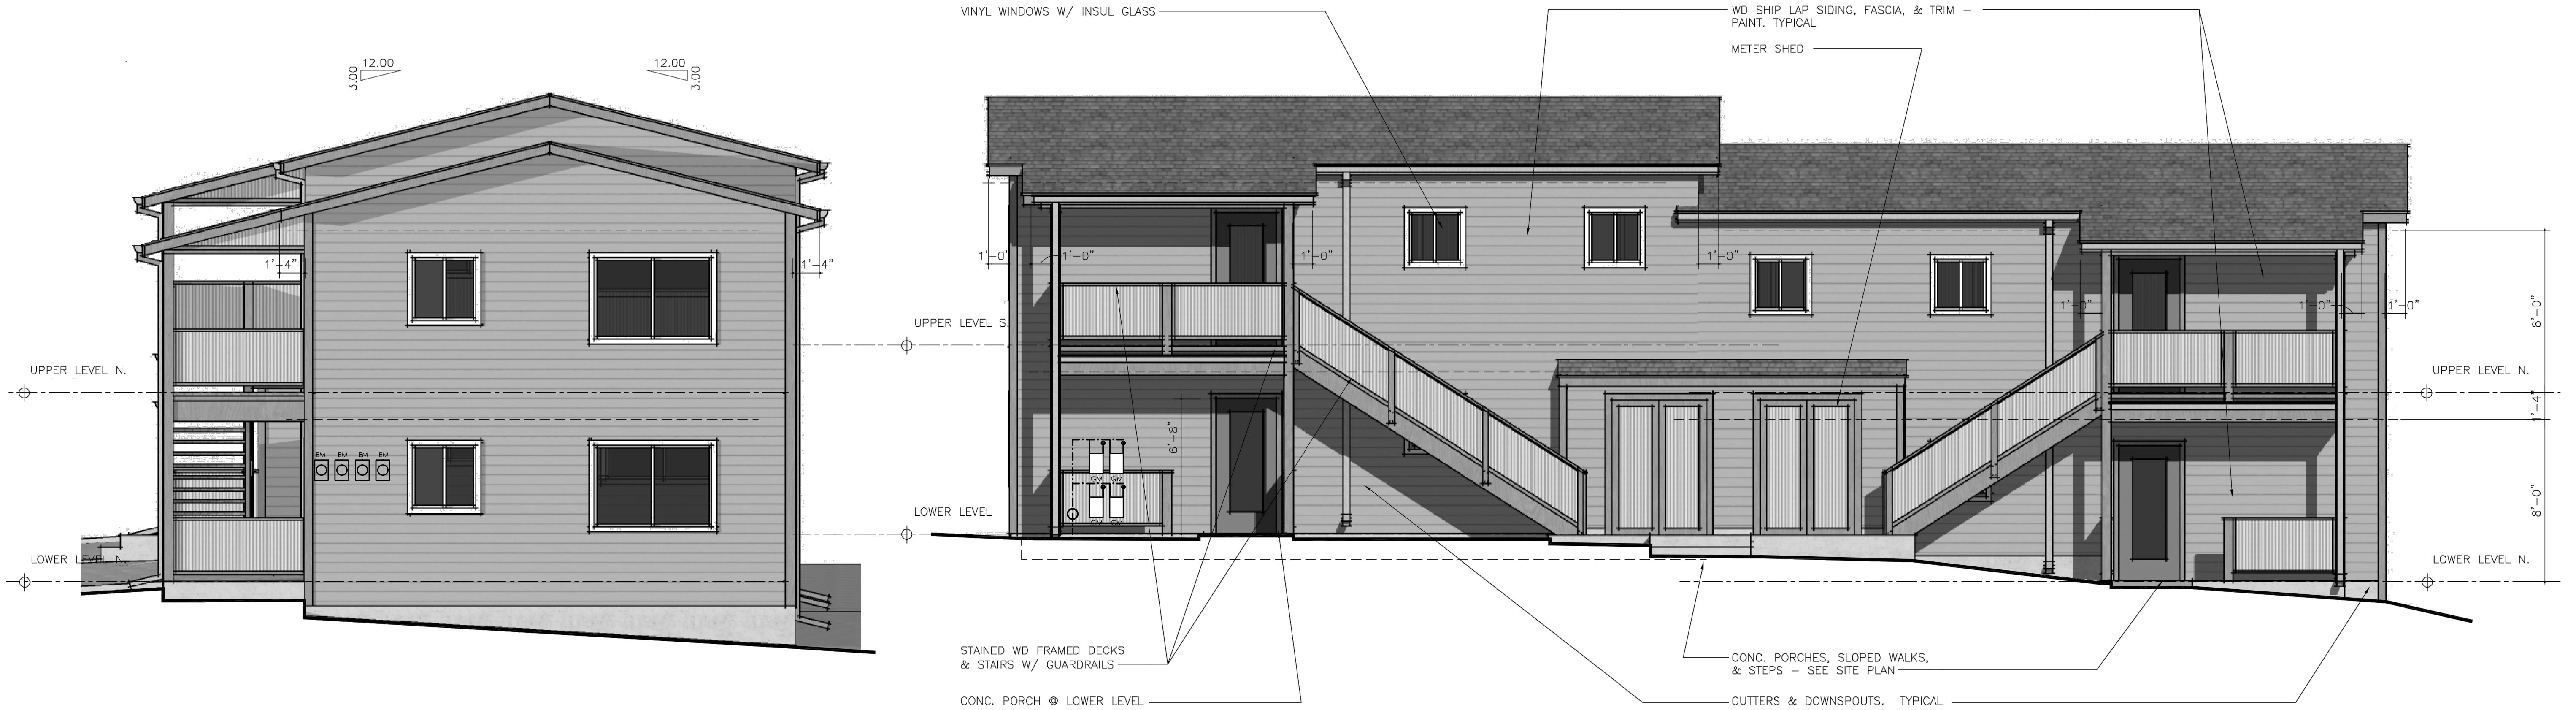 VINYL WINDOWS W/ INSUL GLASS
WD SHIP LAP SIDING, FASCIA, & TRIM –
PAINT. TYPICAL
METER SHED
12.00
3.00
12.00
3.00
1'-4"
1'-4"
1'-0"
1'-0"
1'-0"
1'-0"
1'-0"
1'-0"
1'-0"
8'-0"
UPPER LEVEL S.
UPPER LEVEL N.
UPPER LEVEL N.
1'-4"
6'-8"
EM EM EM EM
GM GM
GM GM
8'-0"
LOWER LEVEL
LOWER LEVEL N.
LOWER LEVEL N.
STAINED WD FRAMED DECKS
& STAIRS W/ GUARDRAILS
CONC. PORCHES, SLOPED WALKS,
& STEPS – SEE SITE PLAN
CONC. PORCH @ LOWER LEVEL
GUTTERS & DOWNSPOUTS. TYPICAL